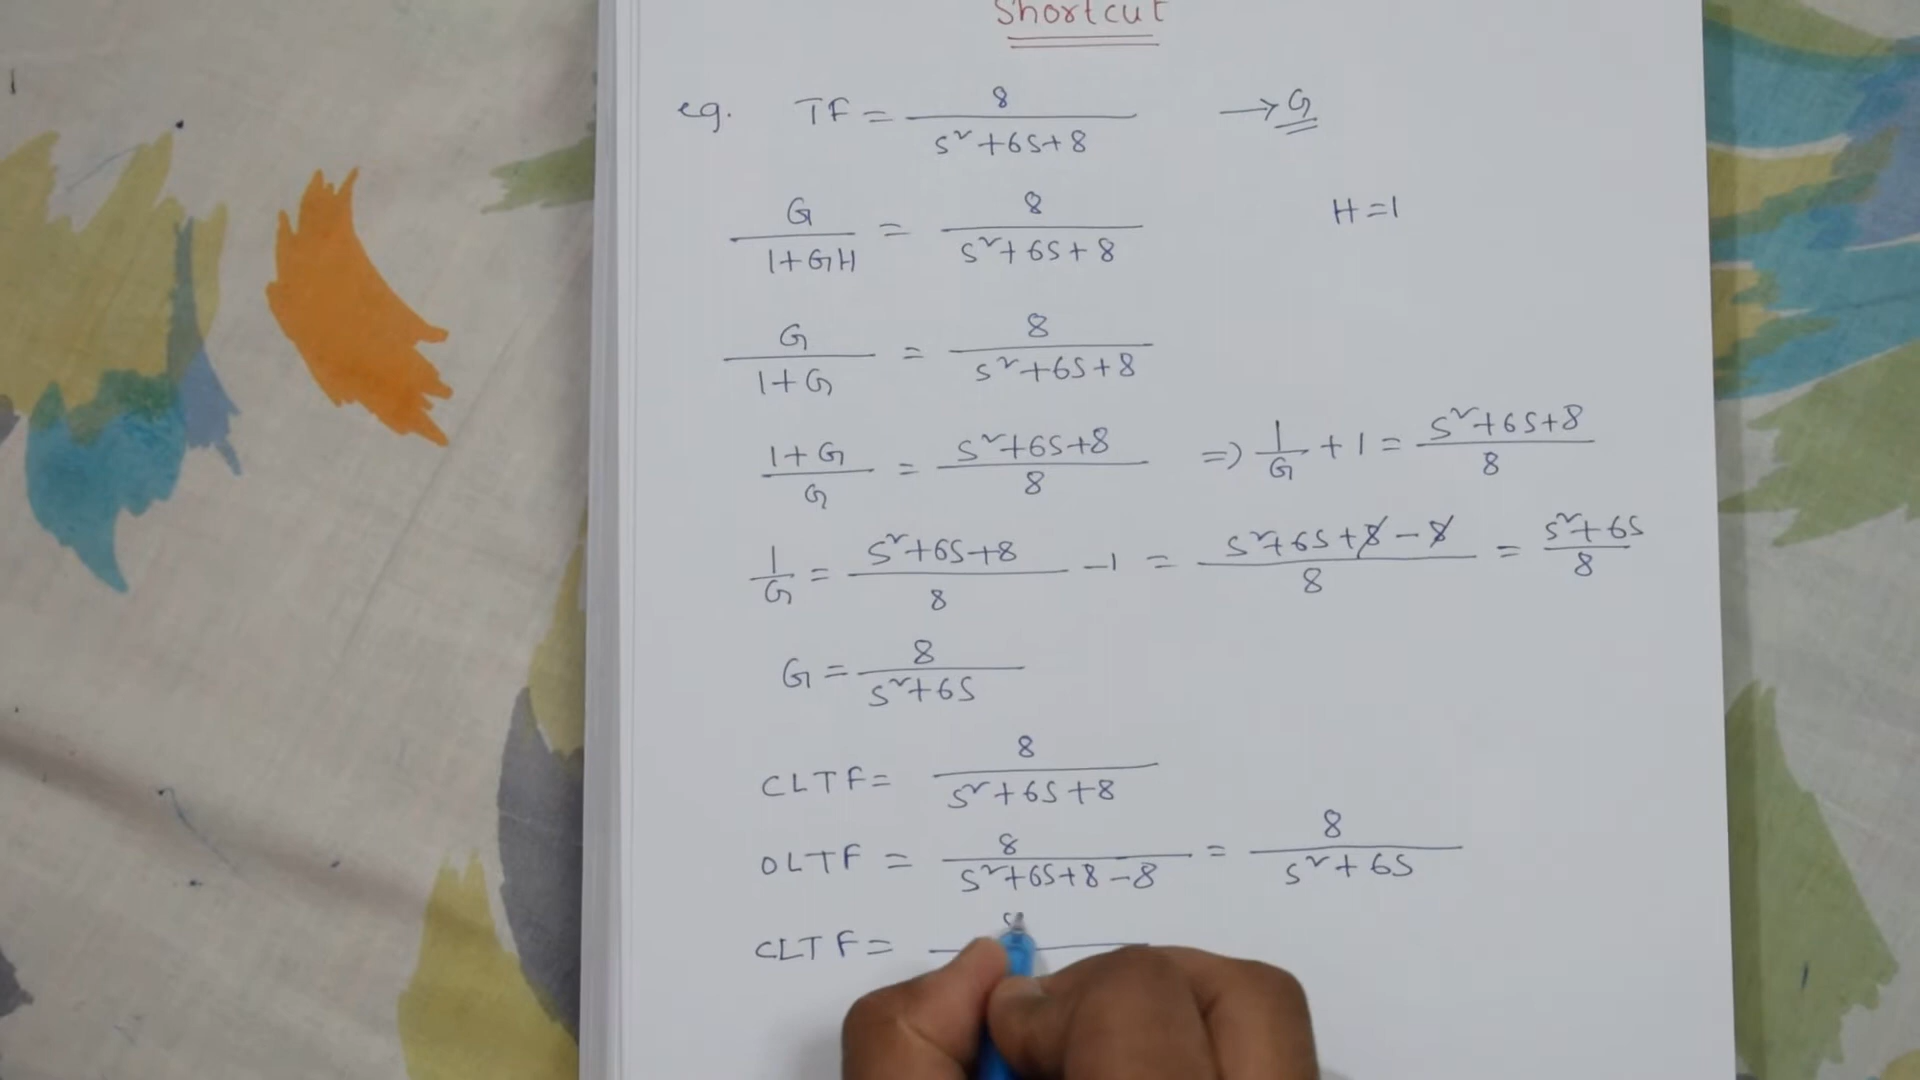 Shortcut
eg. TF = 8 / (s²+6s+8) → G
G / (1+GH) = 8 / (s²+6s+8) H=1
G / (1+G) = 8 / (s²+6s+8)
(1+G) / G = (s²+6s+8) / 8 ⇒ 1/G + 1 = (s²+6s+8) / 8
1/G = (s²+6s+8) / 8 - 1 = (s²+6s+8-8) / 8 = (s²+6s) / 8
G = 8 / (s²+6s)
CLTF = 8 / (s²+6s+8)
OLTF = 8 / (s²+6s+8-8) = 8 / (s²+6s)
CLTF =